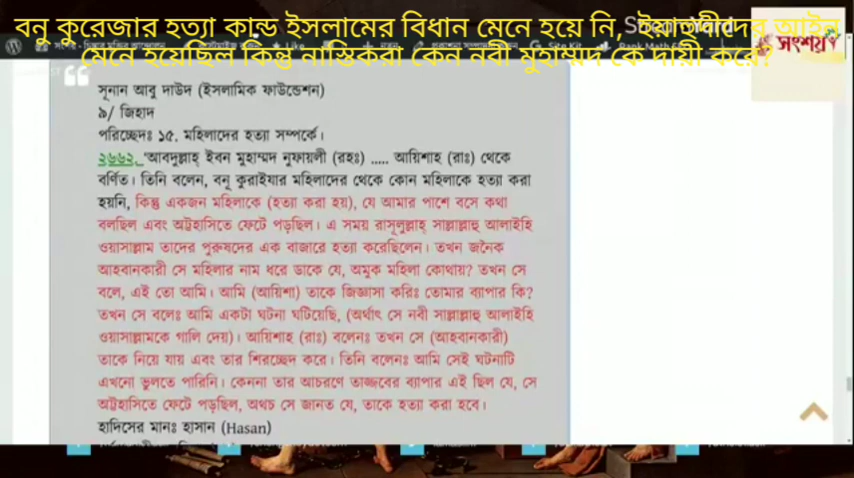 বনু কুরেজার হত্যা কান্ড ইসলামের বিধান মেনে হয়ে নি, ইয়াহুদীদের আইন
মেনে হয়েছিল কিন্তু নাস্তিকরা কেন নবী মুহাম্মদ কে দায়ী করে?
সংশয়
সূনান আবু দাউদ (ইসলামিক ফাউন্ডেশন)
৯/ জিহাদ
পরিচ্ছেদঃ ১৫. মহিলাদের হত্যা সম্পর্কে।
২৬৬২. আবদুল্লাহ্ ইবন মুহাম্মদ নুফায়লী (রহঃ) ..... আয়িশাহ (রাঃ) থেকে
বর্ণিত। তিনি বলেন, বনূ কুরাইযার মহিলাদের থেকে কোন মহিলাকে হত্যা করা
হয়নি, কিন্তু একজন মহিলাকে (হত্যা করা হয়), যে আমার পাশে বসে কথা
বলছিল এবং অট্টহাসিতে ফেটে পড়ছিল। এ সময় রাসূলুল্লাহ্ সাল্লাল্লাহু আলাইহি
ওয়াসাল্লাম তাদের পুরুষদের এক বাজারে হত্যা করেছিলেন। তখন জনৈক
আহবানকারী সে মহিলার নাম ধরে ডাকে যে, অমুক মহিলা কোথায়? তখন সে
বলে, এই তো আমি। আমি (আয়িশা) তাকে জিজ্ঞাসা করিঃ তোমার ব্যাপার কি?
তখন সে বলেঃ আমি একটা ঘটনা ঘটিয়েছি, (অর্থাৎ সে নবী সাল্লাল্লাহু আলাইহি
ওয়াসাল্লামকে গালি দেয়)। আয়িশাহ (রাঃ) বলেনঃ তখন সে (আহবানকারী)
তাকে নিয়ে যায় এবং তার শিরচ্ছেদ করে। তিনি বলেনঃ আমি সেই ঘটনাটি
এখনো ভুলতে পারিনি। কেননা তার আচরণে তাজ্জবের ব্যাপার এই ছিল যে, সে
অট্টহাসিতে ফেটে পড়ছিল, অথচ সে জানত যে, তাকে হত্যা করা হবে।
হাদিসের মানঃ হাসান (Hasan)